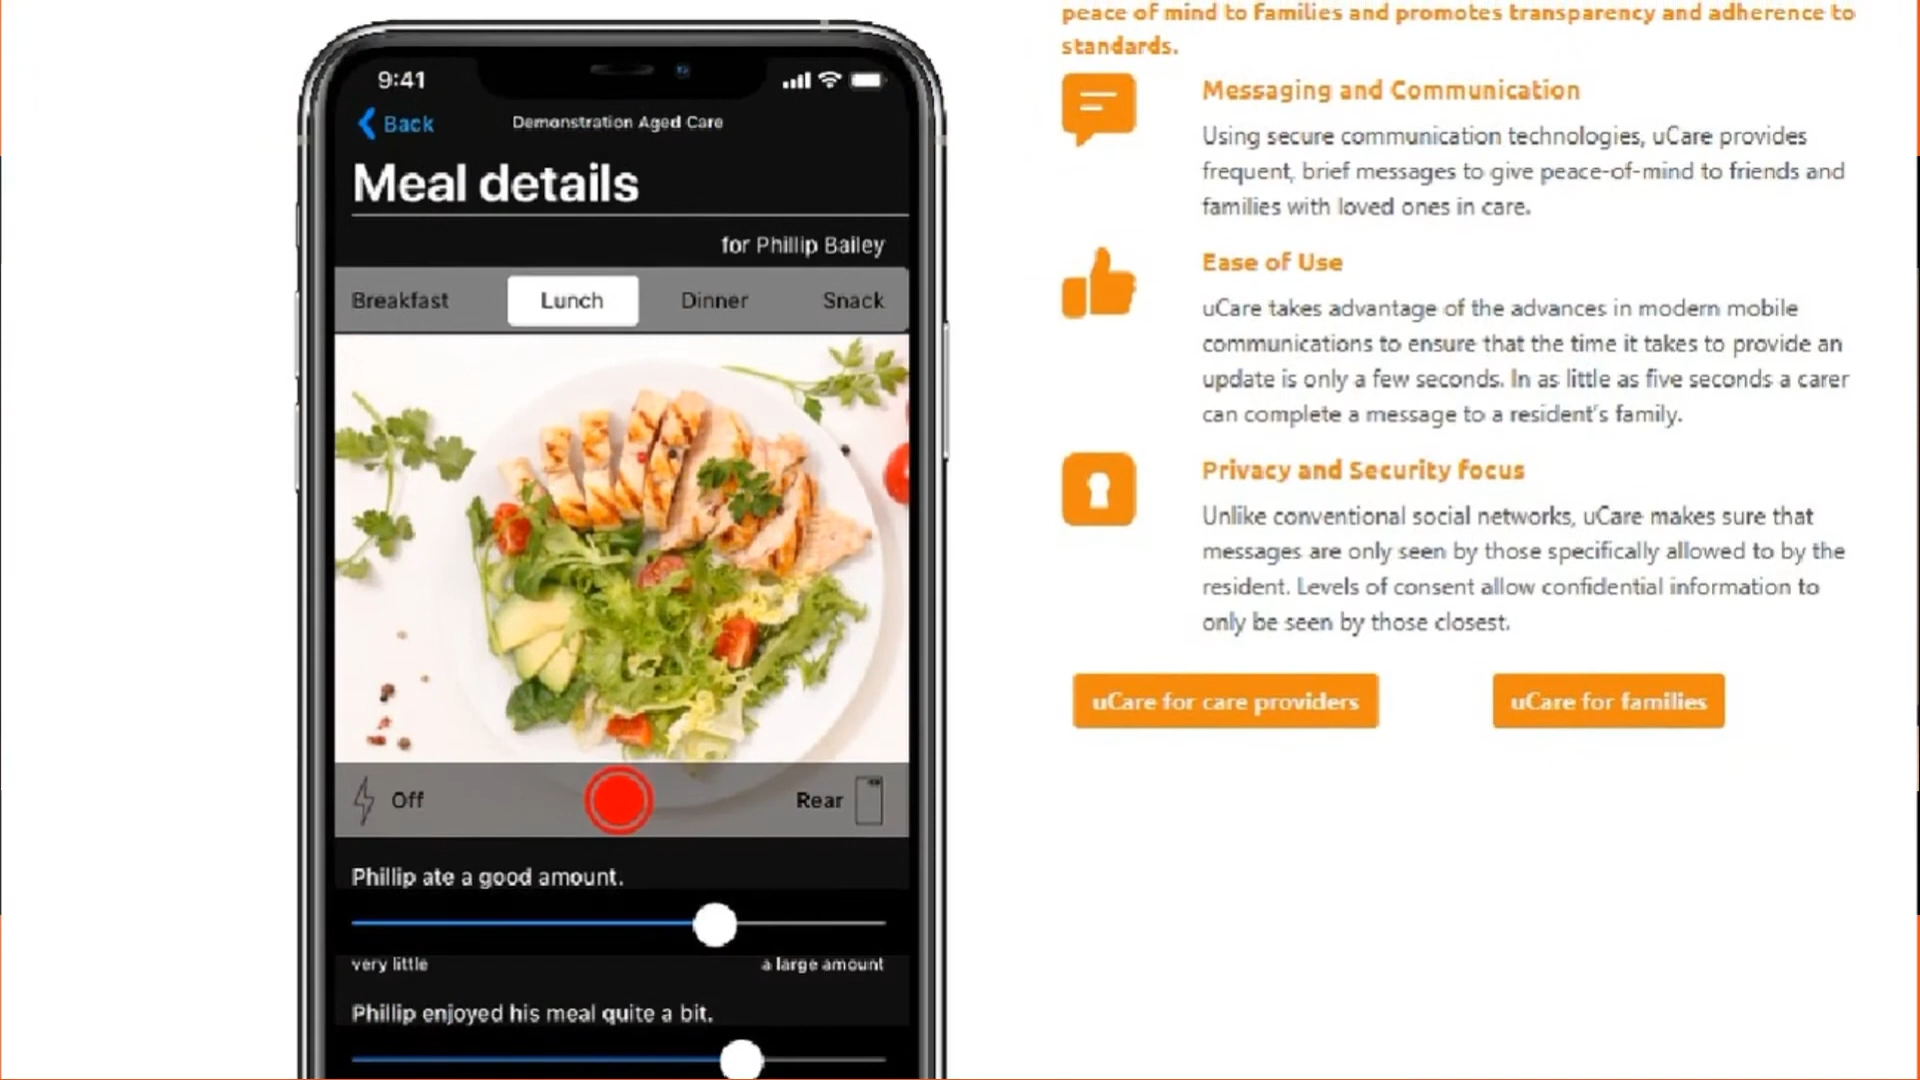 9:41
Back
Demonstration Aged Care
Meal details
for Phillip Bailey
Breakfast
Lunch
Dinner
Snack
Off
Rear
Phillip ate a good amount.
very little
a large amount
Phillip enjoyed his meal quite a bit.
peace of mind to families and promotes transparency and adherence to
standards.
Messaging and Communication
Using secure communication technologies, uCare provides
frequent, brief messages to give peace-of-mind to friends and
families with loved ones in care.
Ease of Use
uCare takes advantage of the advances in modern mobile
communications to ensure that the time it takes to provide an
update is only a few seconds. In as little as five seconds a carer
can complete a message to a resident's family.
Privacy and Security focus
Unlike conventional social networks, uCare makes sure that
messages are only seen by those specifically allowed to by the
resident. Levels of consent allow confidential information to
only be seen by those closest.
uCare for care providers
uCare for families